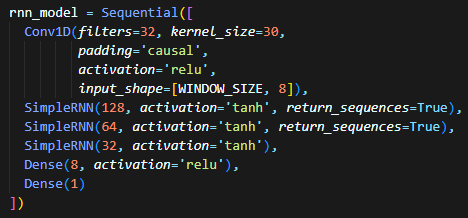 rnn_model = Sequential([
  Conv1D(filters=32, kernel_size=30,
         padding='causal',
         activation='relu',
         input_shape=[WINDOW_SIZE, 8]),
  SimpleRNN(128, activation='tanh', return_sequences=True),
  SimpleRNN(64, activation='tanh', return_sequences=True),
  SimpleRNN(32, activation='tanh'),
  Dense(8, activation='relu'),
  Dense(1)
])